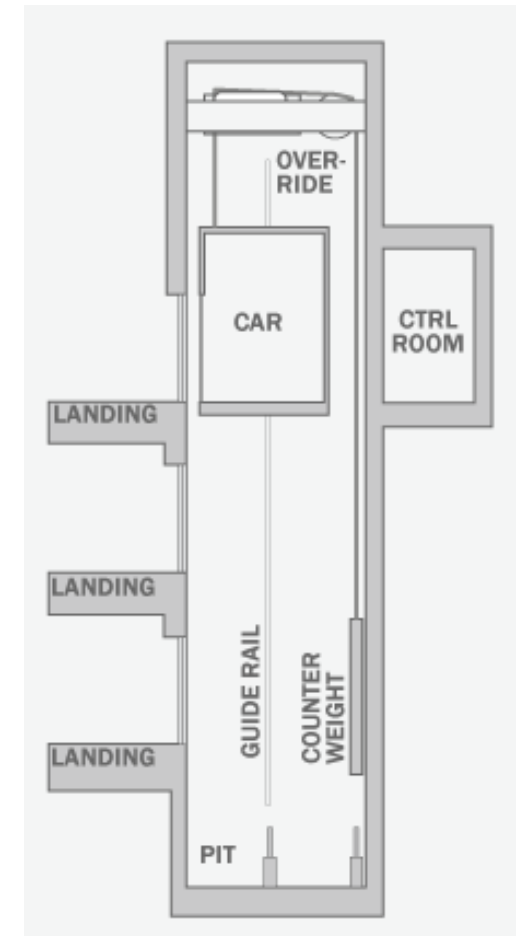 OVER-
RIDE
CAR
CTRL
ROOM
LANDING
LANDING
GUIDE RAIL
COUNTER
WEIGHT
LANDING
PIT